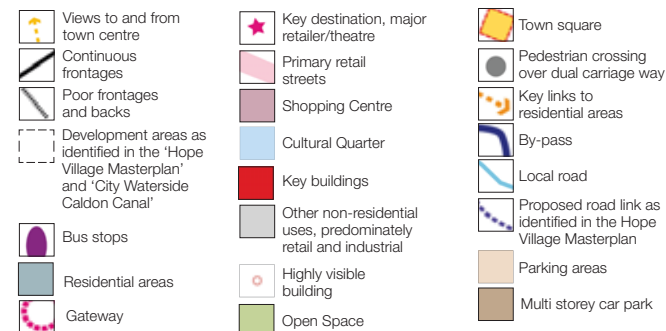 Views to and from
town centre
Continuous
frontages
Poor frontages
and backs
Development areas as
identified in the ‘Hope
Village Masterplan’
and ‘City Waterside
Caldon Canal’
Bus stops
Residential areas
Gateway
Key destination, major
retailer/theatre
Primary retail
streets
Shopping Centre
Cultural Quarter
Key buildings
Other non-residential
uses, predominately
retail and industrial
Highly visible
building
Open Space
Town square
Pedestrian crossing
over dual carriage way
Key links to
residential areas
By-pass
Local road
Proposed road link as
identified in the Hope
Village Masterplan
Parking areas
Multi storey car park